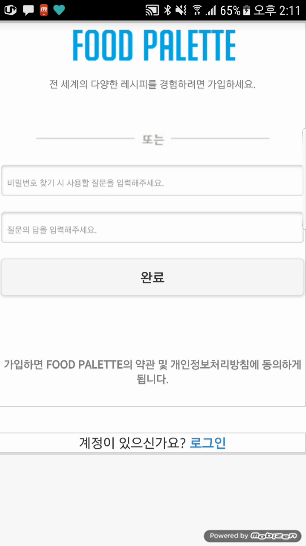 65% 오후 2:11
FOOD PALETTE
전 세계의 다양한 레시피를 경험하려면 가입하세요.
또는
비밀번호 찾기 시 사용할 질문을 입력해주세요.
질문의 답을 입력해주세요.
완료
가입하면 FOOD PALETTE의 약관 및 개인정보처리방침에 동의하게
됩니다.
계정이 있으신가요? 로그인
Powered by Mobizen